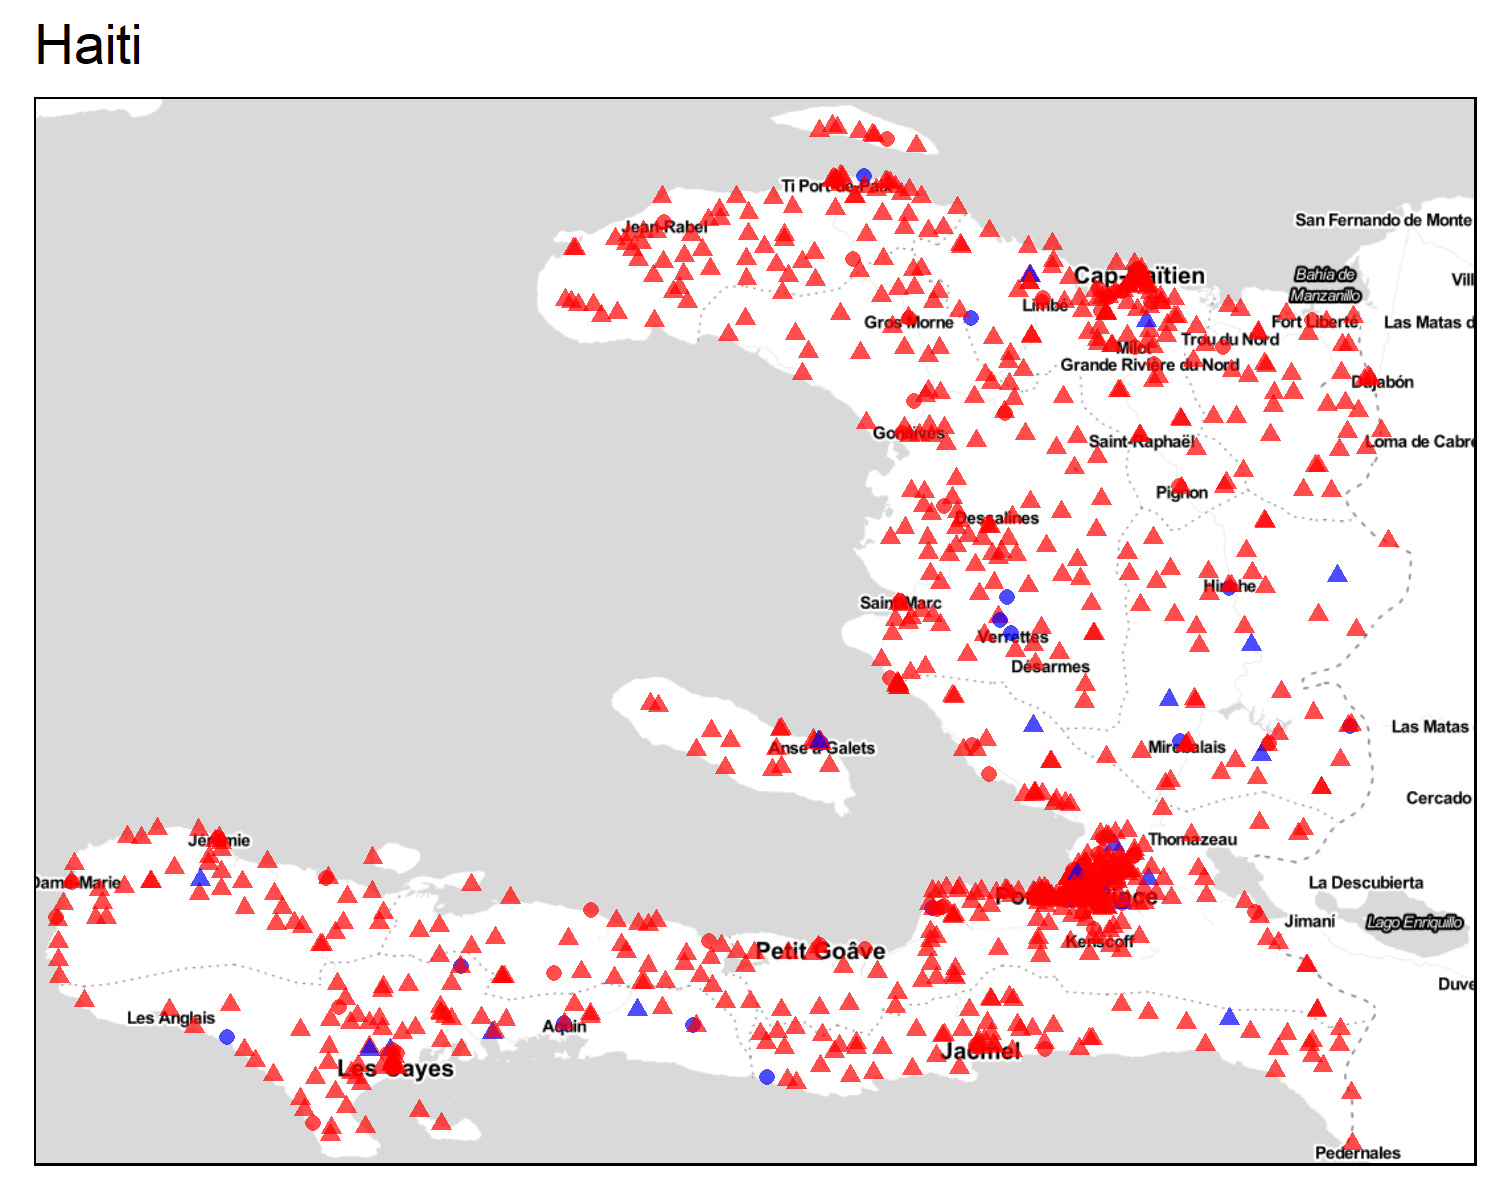 Haiti
Ti Port-de-Paix
San Fernando de Monte
Jean-Rabel
Cap-Haïtien
Bahía de
Manzanillo
Vill
Limbé
Gros Morne
Fort Liberté
Las Matas d
Trou du Nord
Milot
Grande Rivière du Nord
Dajabón
Gonaïves
Saint-Raphaël
Loma de Cabre
Pignon
Dessalines
Hinche
Saint-Marc
Verrettes
Désarmes
Las Matas
Anse à Galets
Mirebalais
Cercado
Jérémie
Thomazeau
Dame-Marie
La Descubierta
Port-au-Prince
Jimaní
Lago Enriquillo
Kenscoff
Petit Goâve
Duve
Les Anglais
Aquin
Jacmel
Les Cayes
Pedernales